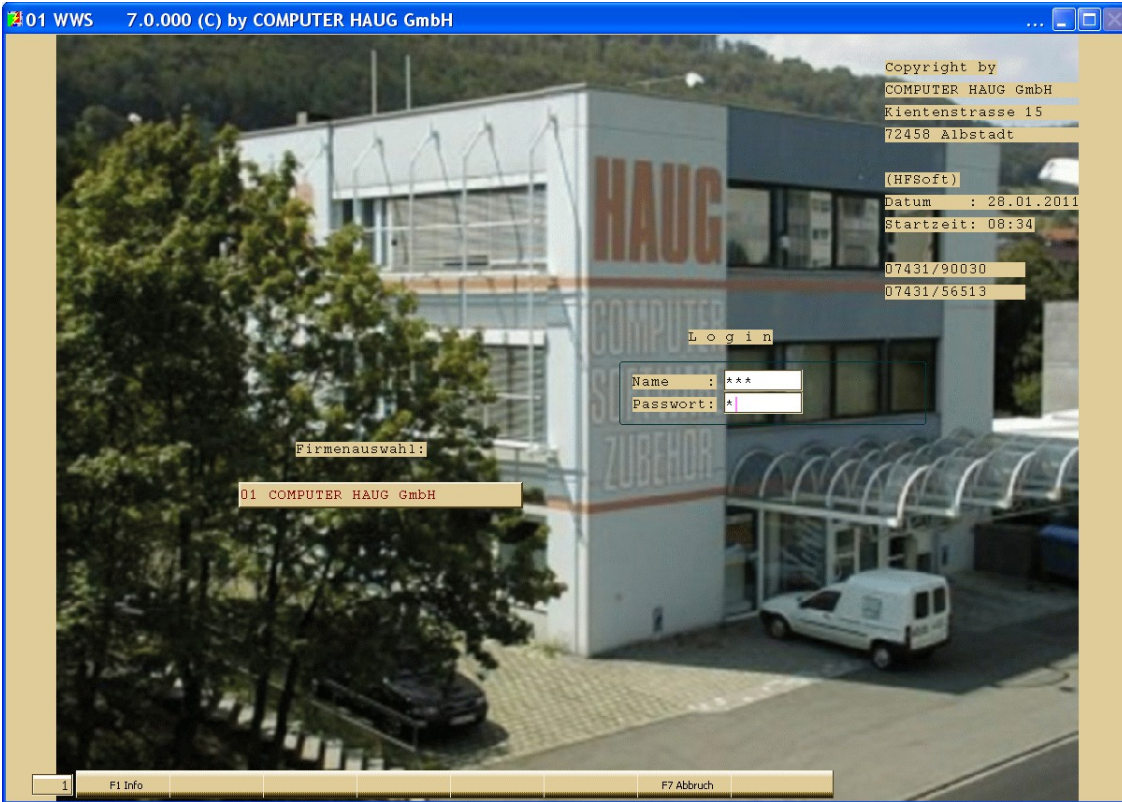 01 WWS 7.0.000 (C) by COMPUTER HAUG GmbH ...
Copyright by
COMPUTER HAUG GmbH
Kientenstrasse 15
72458 Albstadt
(HFSoft)
Datum : 28.01.2011
Startzeit: 08:34
07431/90030
07431/56513
HAUG
COMPUTER
ZUBEHÖR
L o g i n
Name : ***
Passwort: *
Firmenauswahl:
01 COMPUTER HAUG GmbH
1 F1 Info F7 Abbruch